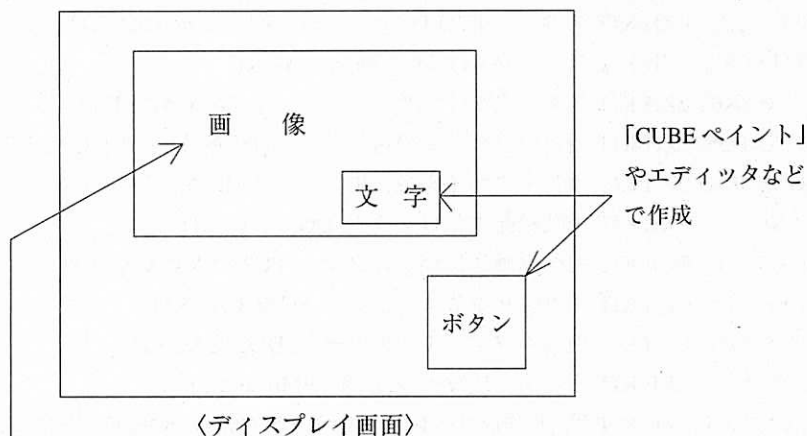 画 像
文 字
ボタン
「CUBEペイント」
やエディッタなど
で作成
〈ディスプレイ画面〉